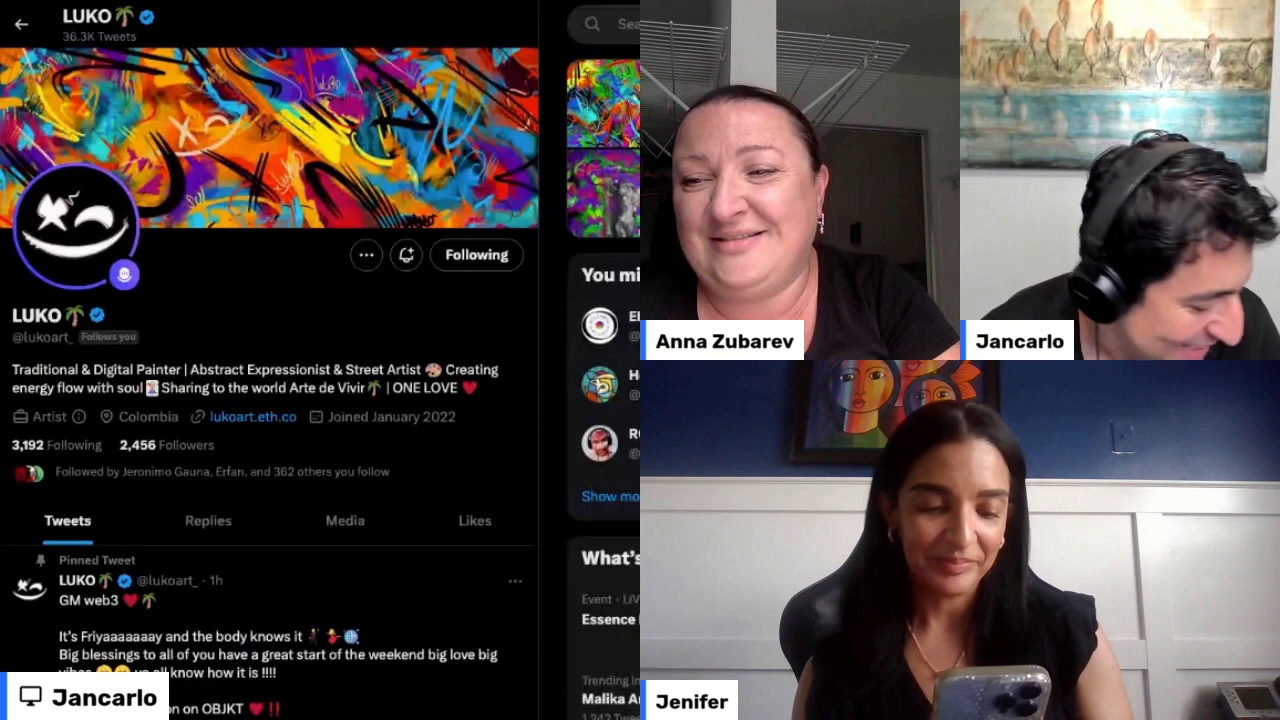 LUKO
36.3K Tweets
Sea
Following
LUKO
@lukoart_ Follows you
Traditional & Digital Painter | Abstract Expressionist & Street Artist Creating
energy flow with soul Sharing to the world Arte de Vivir | ONE LOVE
Artist Colombia lukoart.eth.co Joined January 2022
3,192 Following 2,456 Followers
Followed by Jeronimo Gauna, Erfan, and 362 others you follow
Tweets Replies Media Likes
Pinned Tweet
LUKO @lukoart_ · 1h
GM web3
It's Friyaaaaaaay and the body knows it
Big blessings to all of you have a great start of the weekend big love big
know how it is !!!!
on OBJKT
Jancarlo
You mi
Show mo
What's
Event · LIV
Essence
Trending in
Malika A
Anna Zubarev
Jancarlo
Jenifer